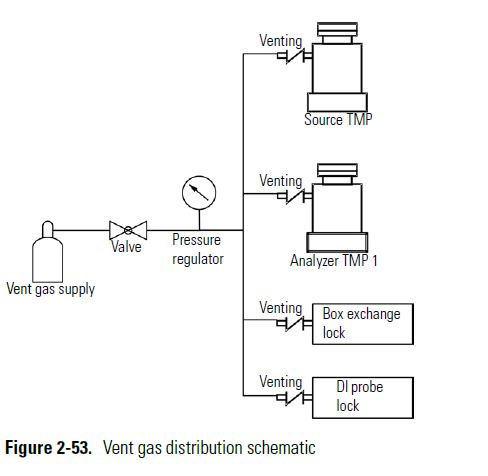 Venting
Source TMP
Venting
Analyzer TMP 1
Valve
Pressure
regulator
Vent gas supply
Venting
Box exchange
lock
Venting
DI probe
lock
Figure 2-53. Vent gas distribution schematic